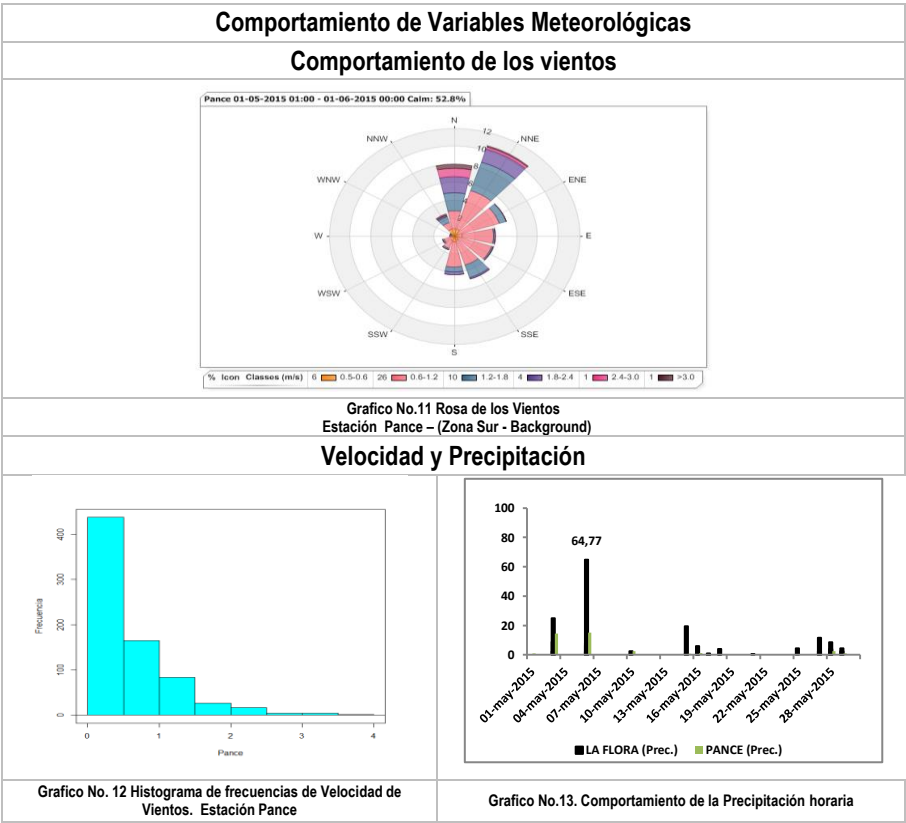 Comportamiento de Variables Meteorológicas
Comportamiento de los vientos
Pance 01-05-2015 01:00 - 01-06-2015 00:00 Calm: 52.8%
N
NNE
ENE
E
ESE
SSE
S
SSW
WSW
W
WNW
NNW
12
10
8
6
4
2
% Icon Classes (m/s) 6 0.5-0.6 26 0.6-1.2 10 1.2-1.8 4 1.8-2.4 1 2.4-3.0 1 >3.0
Grafico No.11 Rosa de los Vientos
Estación Pance – (Zona Sur - Background)
Velocidad y Precipitación
Frecuencia
400
300
200
100
0
0 1 2 3 4
Pance
100
80
60
40
20
0
64,77
01-may-2015 04-may-2015 07-may-2015 10-may-2015 13-may-2015 16-may-2015 19-may-2015 22-may-2015 25-may-2015 28-may-2015
LA FLORA (Prec.) PANCE (Prec.)
Grafico No. 12 Histograma de frecuencias de Velocidad de
Vientos. Estación Pance
Grafico No.13. Comportamiento de la Precipitación horaria